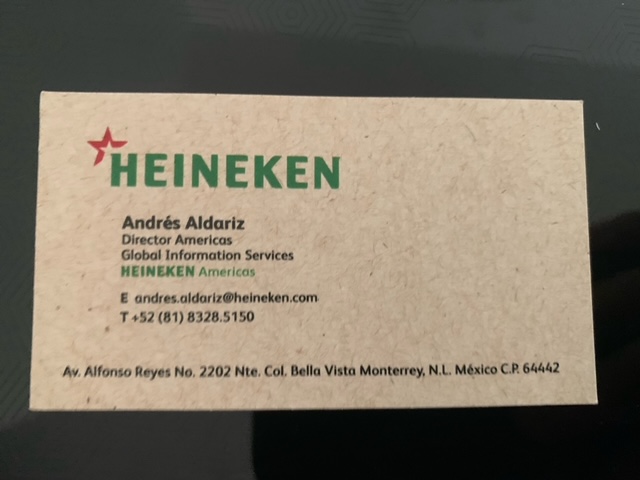 HEINEKEN
Andrés Aldariz
Director Americas
Global Information Services
HEINEKEN Americas
E andres.aldariz@heineken.com
T +52 (81) 8328.5150
Av. Alfonso Reyes No. 2202 Nte. Col. Bella Vista Monterrey, N.L. México C.P. 64442